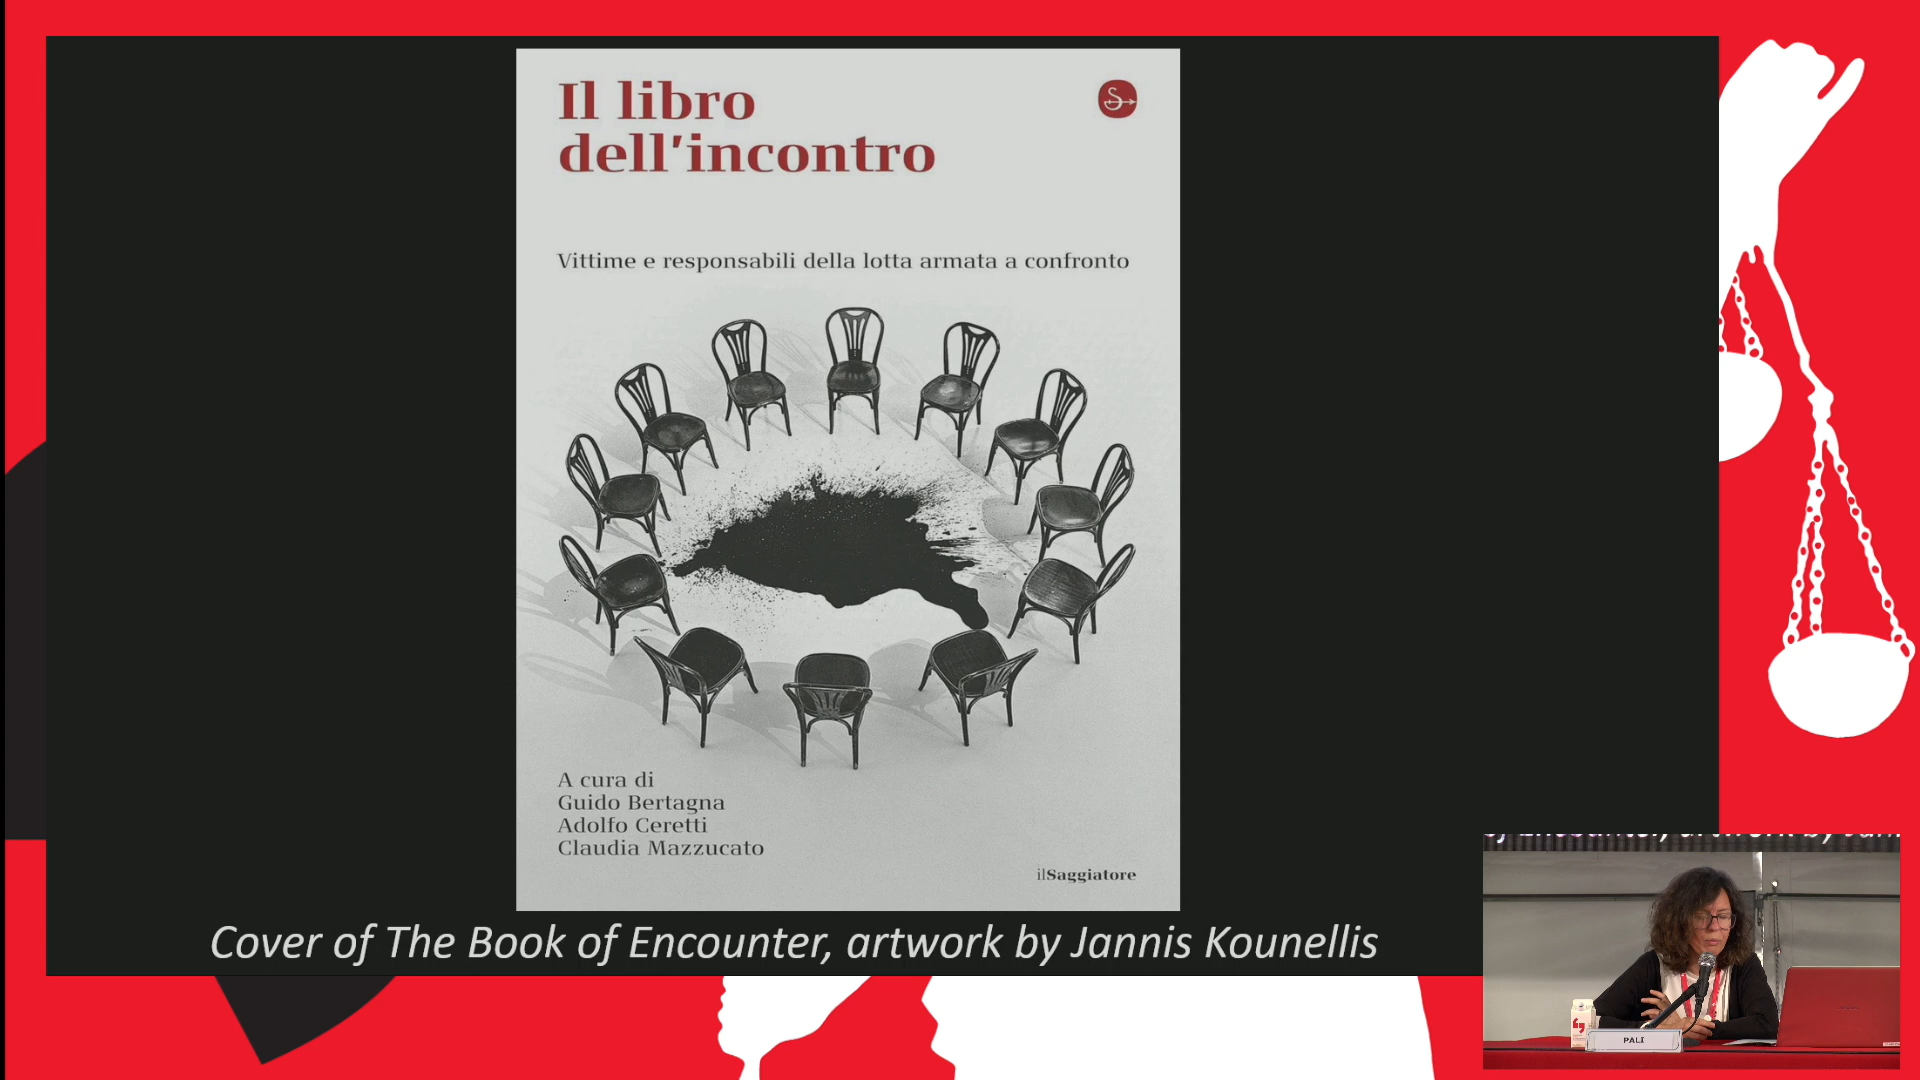 Il libro
dell'incontro
Vittime e responsabili della lotta armata a confronto
A cura di
Guido Bertagna
Adolfo Ceretti
Claudia Mazzucato
ilSaggiatore
Cover of The Book of Encounter, artwork by Jannis Kounellis
PALI